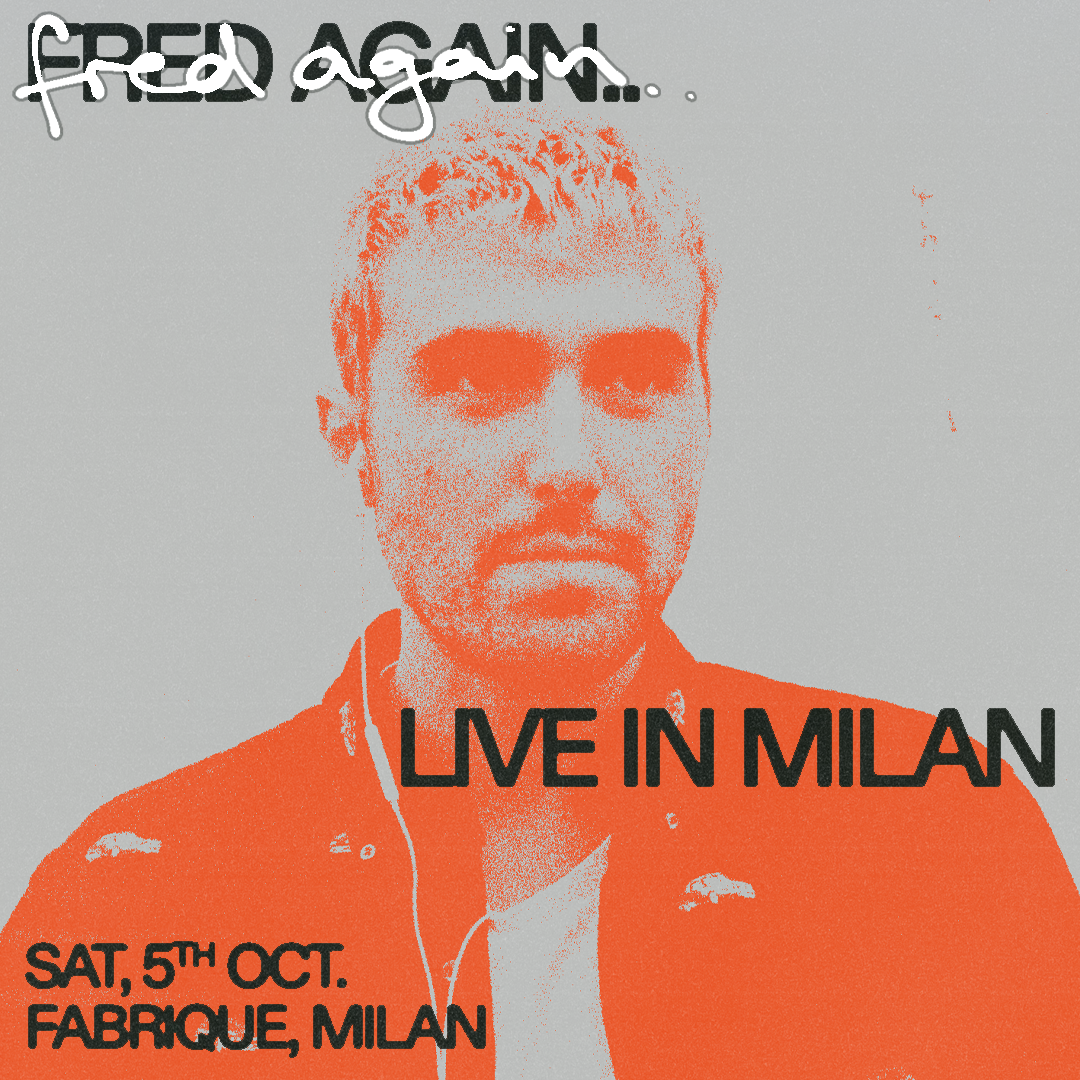 FRED AGAiN..
fred again. .
LIVE IN MILAN
SAT, 5TH OCT.
FABRIQUE, MILAN